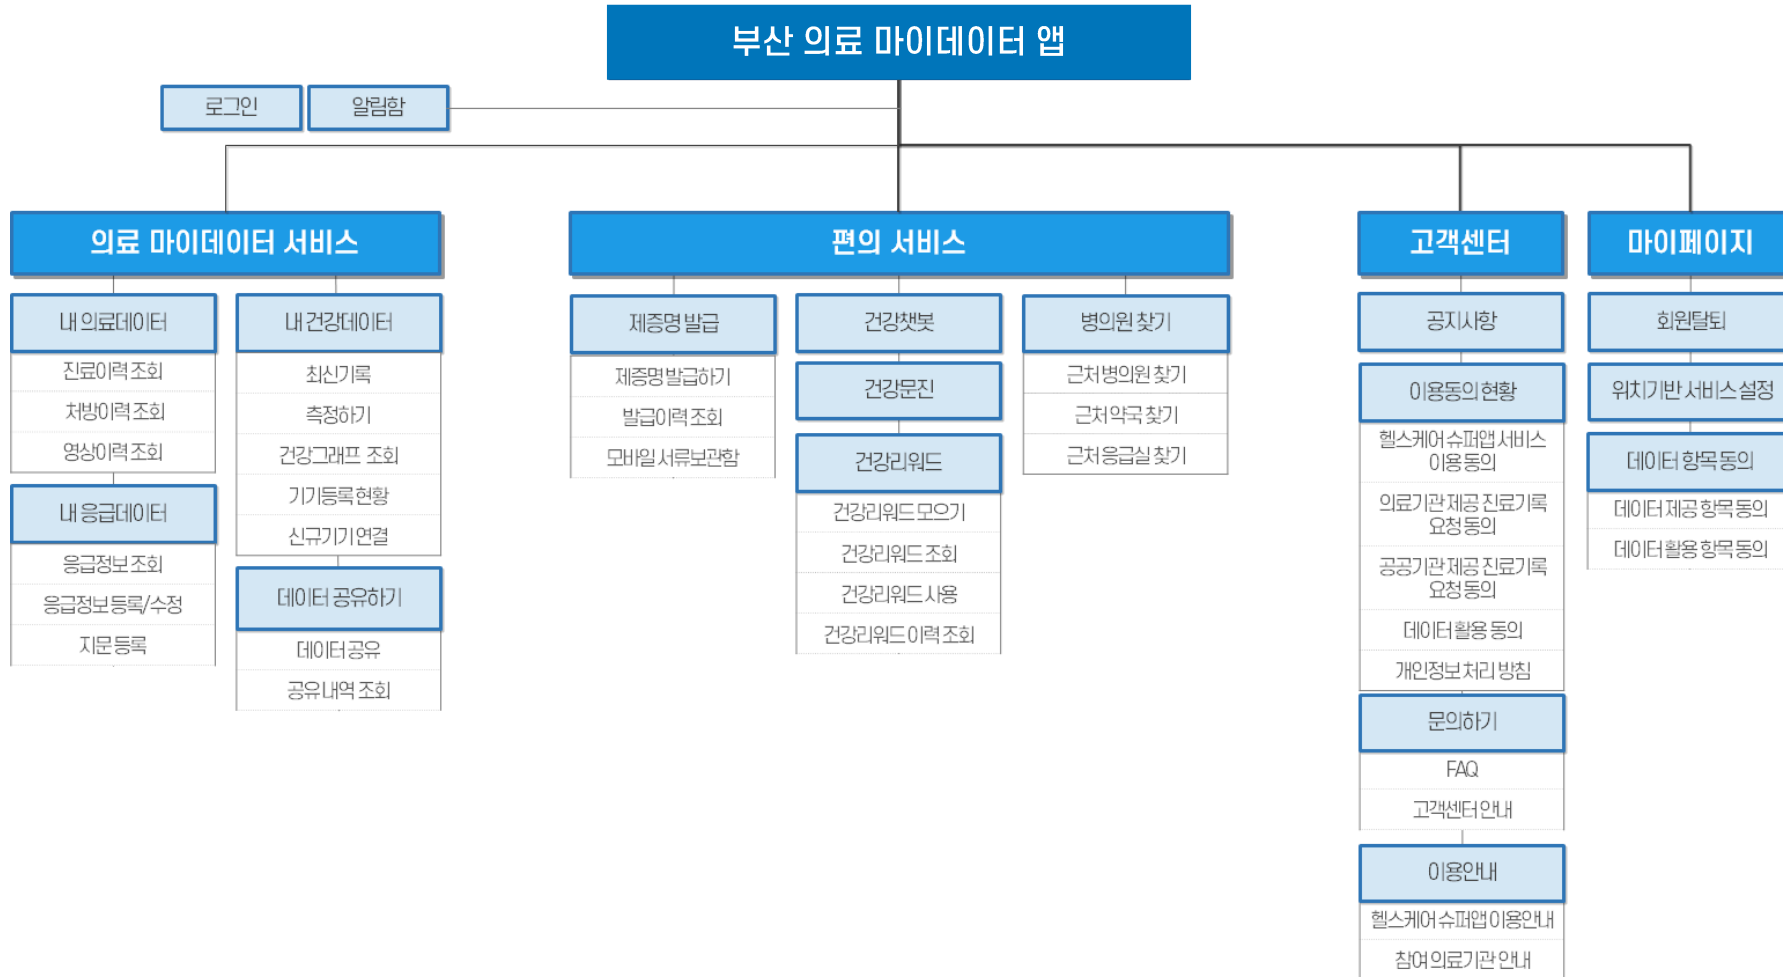 부산 의료 마이데이터 앱
로그인
알림함
의료 마이데이터 서비스
내 의료데이터
진료이력 조회
처방이력 조회
영상이력 조회
내 응급데이터
응급정보 조회
응급정보 등록/수정
지문 등록
내 건강데이터
최신기록
측정하기
건강그래프 조회
기기등록 현황
신규기기 연결
데이터 공유하기
데이터 공유
공유내역 조회
편의 서비스
제증명 발급
제증명 발급하기
발급이력 조회
모바일 서류보관함
건강챗봇
건강문진
건강리워드
건강리워드 모으기
건강리워드 조회
건강리워드 사용
건강리워드 이력 조회
병의원 찾기
근처 병의원 찾기
근처 약국 찾기
근처 응급실 찾기
고객센터
공지사항
이용동의 현황
헬스케어 슈퍼앱 서비스
이용 동의
의료기관 제공 진료기록
요청 동의
공공기관 제공 진료기록
요청 동의
데이터 활용 동의
개인정보 처리 방침
문의하기
FAQ
고객센터 안내
이용안내
헬스케어 슈퍼앱 이용안내
참여 의료기관 안내
마이페이지
회원탈퇴
위치기반 서비스 설정
데이터 항목 동의
데이터 제공 항목 동의
데이터 활용 항목 동의